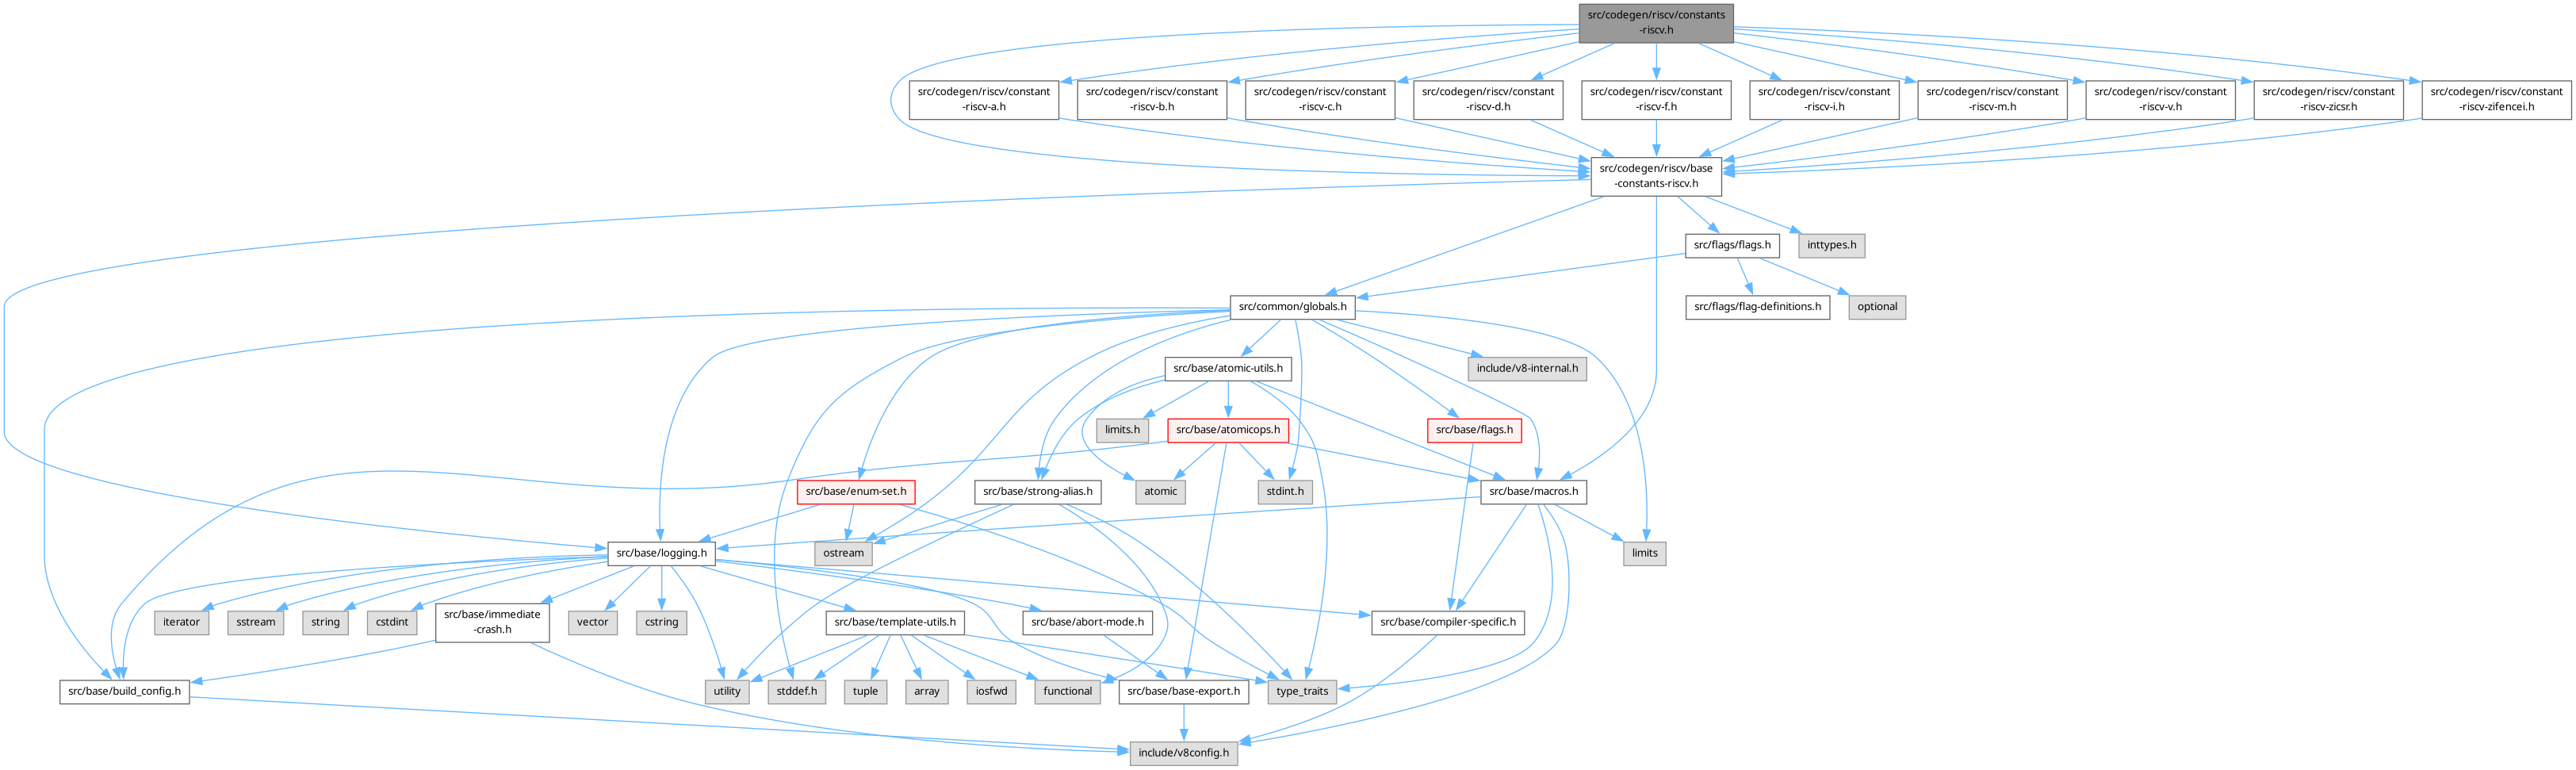 src/codegen/riscv/constants
-riscv.h
src/codegen/riscv/constant
-riscv-a.h
src/codegen/riscv/constant
-riscv-b.h
src/codegen/riscv/constant
-riscv-c.h
src/codegen/riscv/constant
-riscv-d.h
src/codegen/riscv/constant
-riscv-f.h
src/codegen/riscv/constant
-riscv-i.h
src/codegen/riscv/constant
-riscv-m.h
src/codegen/riscv/constant
-riscv-v.h
src/codegen/riscv/constant
-riscv-zicsr.h
src/codegen/riscv/constant
-riscv-zifencei.h
src/codegen/riscv/base
-constants-riscv.h
src/flags/flags.h
inttypes.h
src/common/globals.h
src/flags/flag-definitions.h
optional
src/base/atomic-utils.h
include/v8-internal.h
limits.h
src/base/atomicops.h
src/base/flags.h
src/base/enum-set.h
src/base/strong-alias.h
atomic
stdint.h
src/base/macros.h
src/base/logging.h
ostream
limits
iterator
sstream
string
cstdint
src/base/immediate
-crash.h
vector
cstring
src/base/template-utils.h
src/base/abort-mode.h
src/base/compiler-specific.h
src/base/build_config.h
utility
stddef.h
tuple
array
iosfwd
functional
src/base/base-export.h
type_traits
include/v8config.h